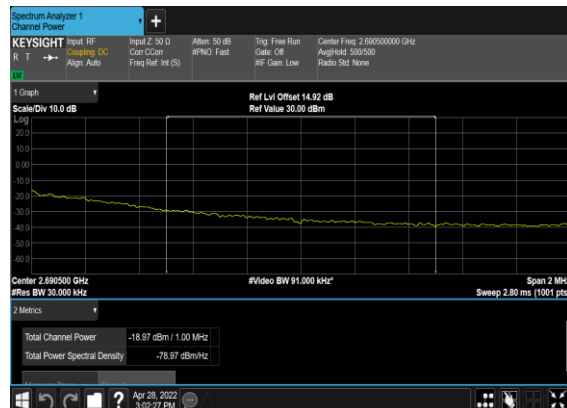 Spectrum Analyzer 1
Channel Power
KEYSIGHT
R T
LW
Input: RF
Coupling: DC
Align: Auto
Input Z: 50 Ω
Corr CCorr
Freq Ref: Int (S)
Atten: 50 dB
#PNO: Fast
Trig: Free Run
Gate: Off
#IF Gain: Low
Center Freq: 2.690500000 GHz
Avg|Hold: 500/500
Radio Std: None
1 Graph
Scale/Div 10.0 dB
Ref Lvl Offset 14.92 dB
Ref Value 30.00 dBm
Log
20.0
10.0
0.00
-10.0
-20.0
-30.0
-40.0
-50.0
-60.0
Center 2.690500 GHz
#Res BW 30.000 kHz
#Video BW 91.000 kHz*
Span 2 MHz
Sweep 2.80 ms (1001 pts
2 Metrics
Total Channel Power -18.97 dBm / 1.00 MHz
Total Power Spectral Density -78.97 dBm/Hz
?
Apr 28, 2022
3:02:27 PM